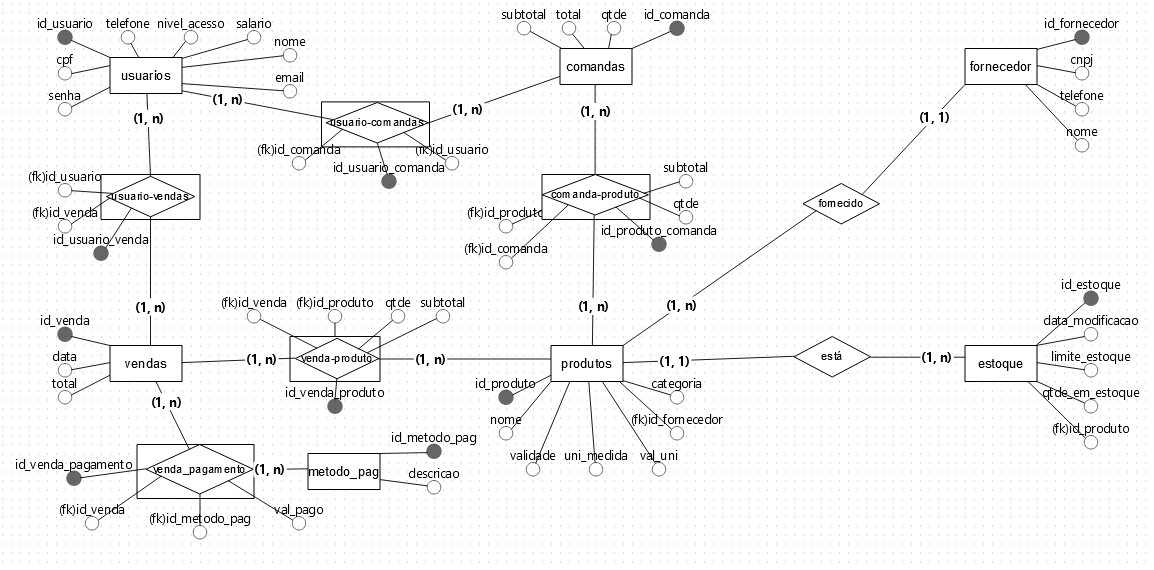 id_usuario
telefone
nivel_acesso
salario
nome
email
cpf
senha
usuarios
(1, n)
(1, n)
subtotal
total
qtde
id_comanda
comandas
(1, n)
(1, n)
usuario-comandas
(fk)id_comanda
(fk)id_usuario
id_usuario_comanda
id_fornecedor
cnpj
telefone
nome
fornecedor
(1, 1)
fornecido
(1, n)
(fk)id_usuario
usuario-vendas
(fk)id_venda
id_usuario_venda
(1, n)
comanda-produto
subtotal
qtde
(fk)id_produto
id_produto_comanda
(fk)id_comanda
(1, n)
id_venda
data
total
vendas
(1, n)
(1, n)
(fk)id_venda
(fk)id_produto
qtde
subtotal
venda-produto
id_venda_produto
(1, n)
produtos
(1, 1)
id_produto
nome
validade
uni_medida
val_uni
(fk)id_fornecedor
categoria
está
(1, n)
estoque
id_estoque
data_modificacao
limite_estoque
qtde_em_estoque
(fk)id_produto
id_venda_pagamento
venda_pagamento
(1, n)
(fk)id_venda
(fk)id_metodo_pag
val_pago
metodo_pag
id_metodo_pag
descricao